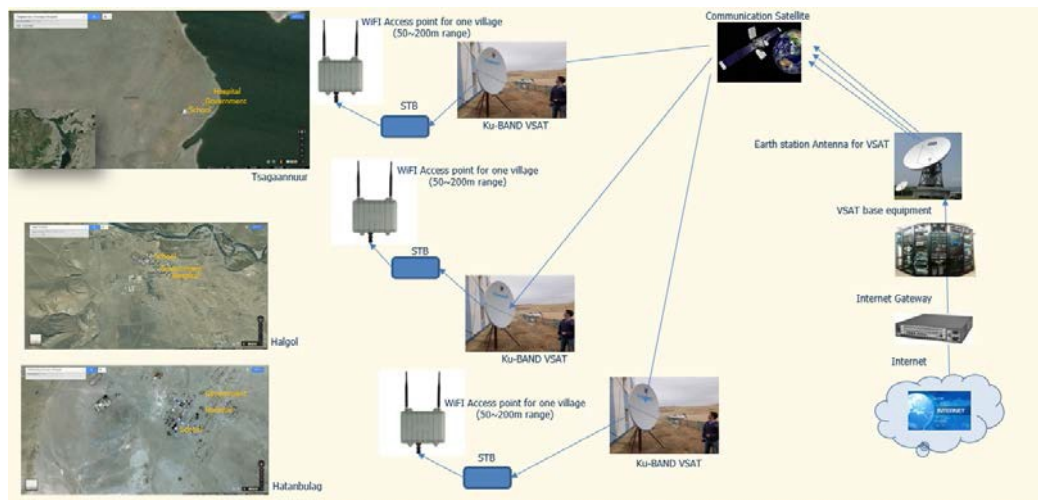 WiFI Access point for one village
(50~200m range)
Communication Satellite
STB
Ku-BAND VSAT
Hospital
Government
School
Tsagaannuur
Earth station Antenna for VSAT
WiFI Access point for one village
(50~200m range)
VSAT base equipment
STB
School
Halgol
Internet Gateway
Ku-BAND VSAT
Internet
INTERNET
WiFI Access point for one village
(50~200m range)
Government
Hospital
School
STB
Ku-BAND VSAT
Hatanbulag